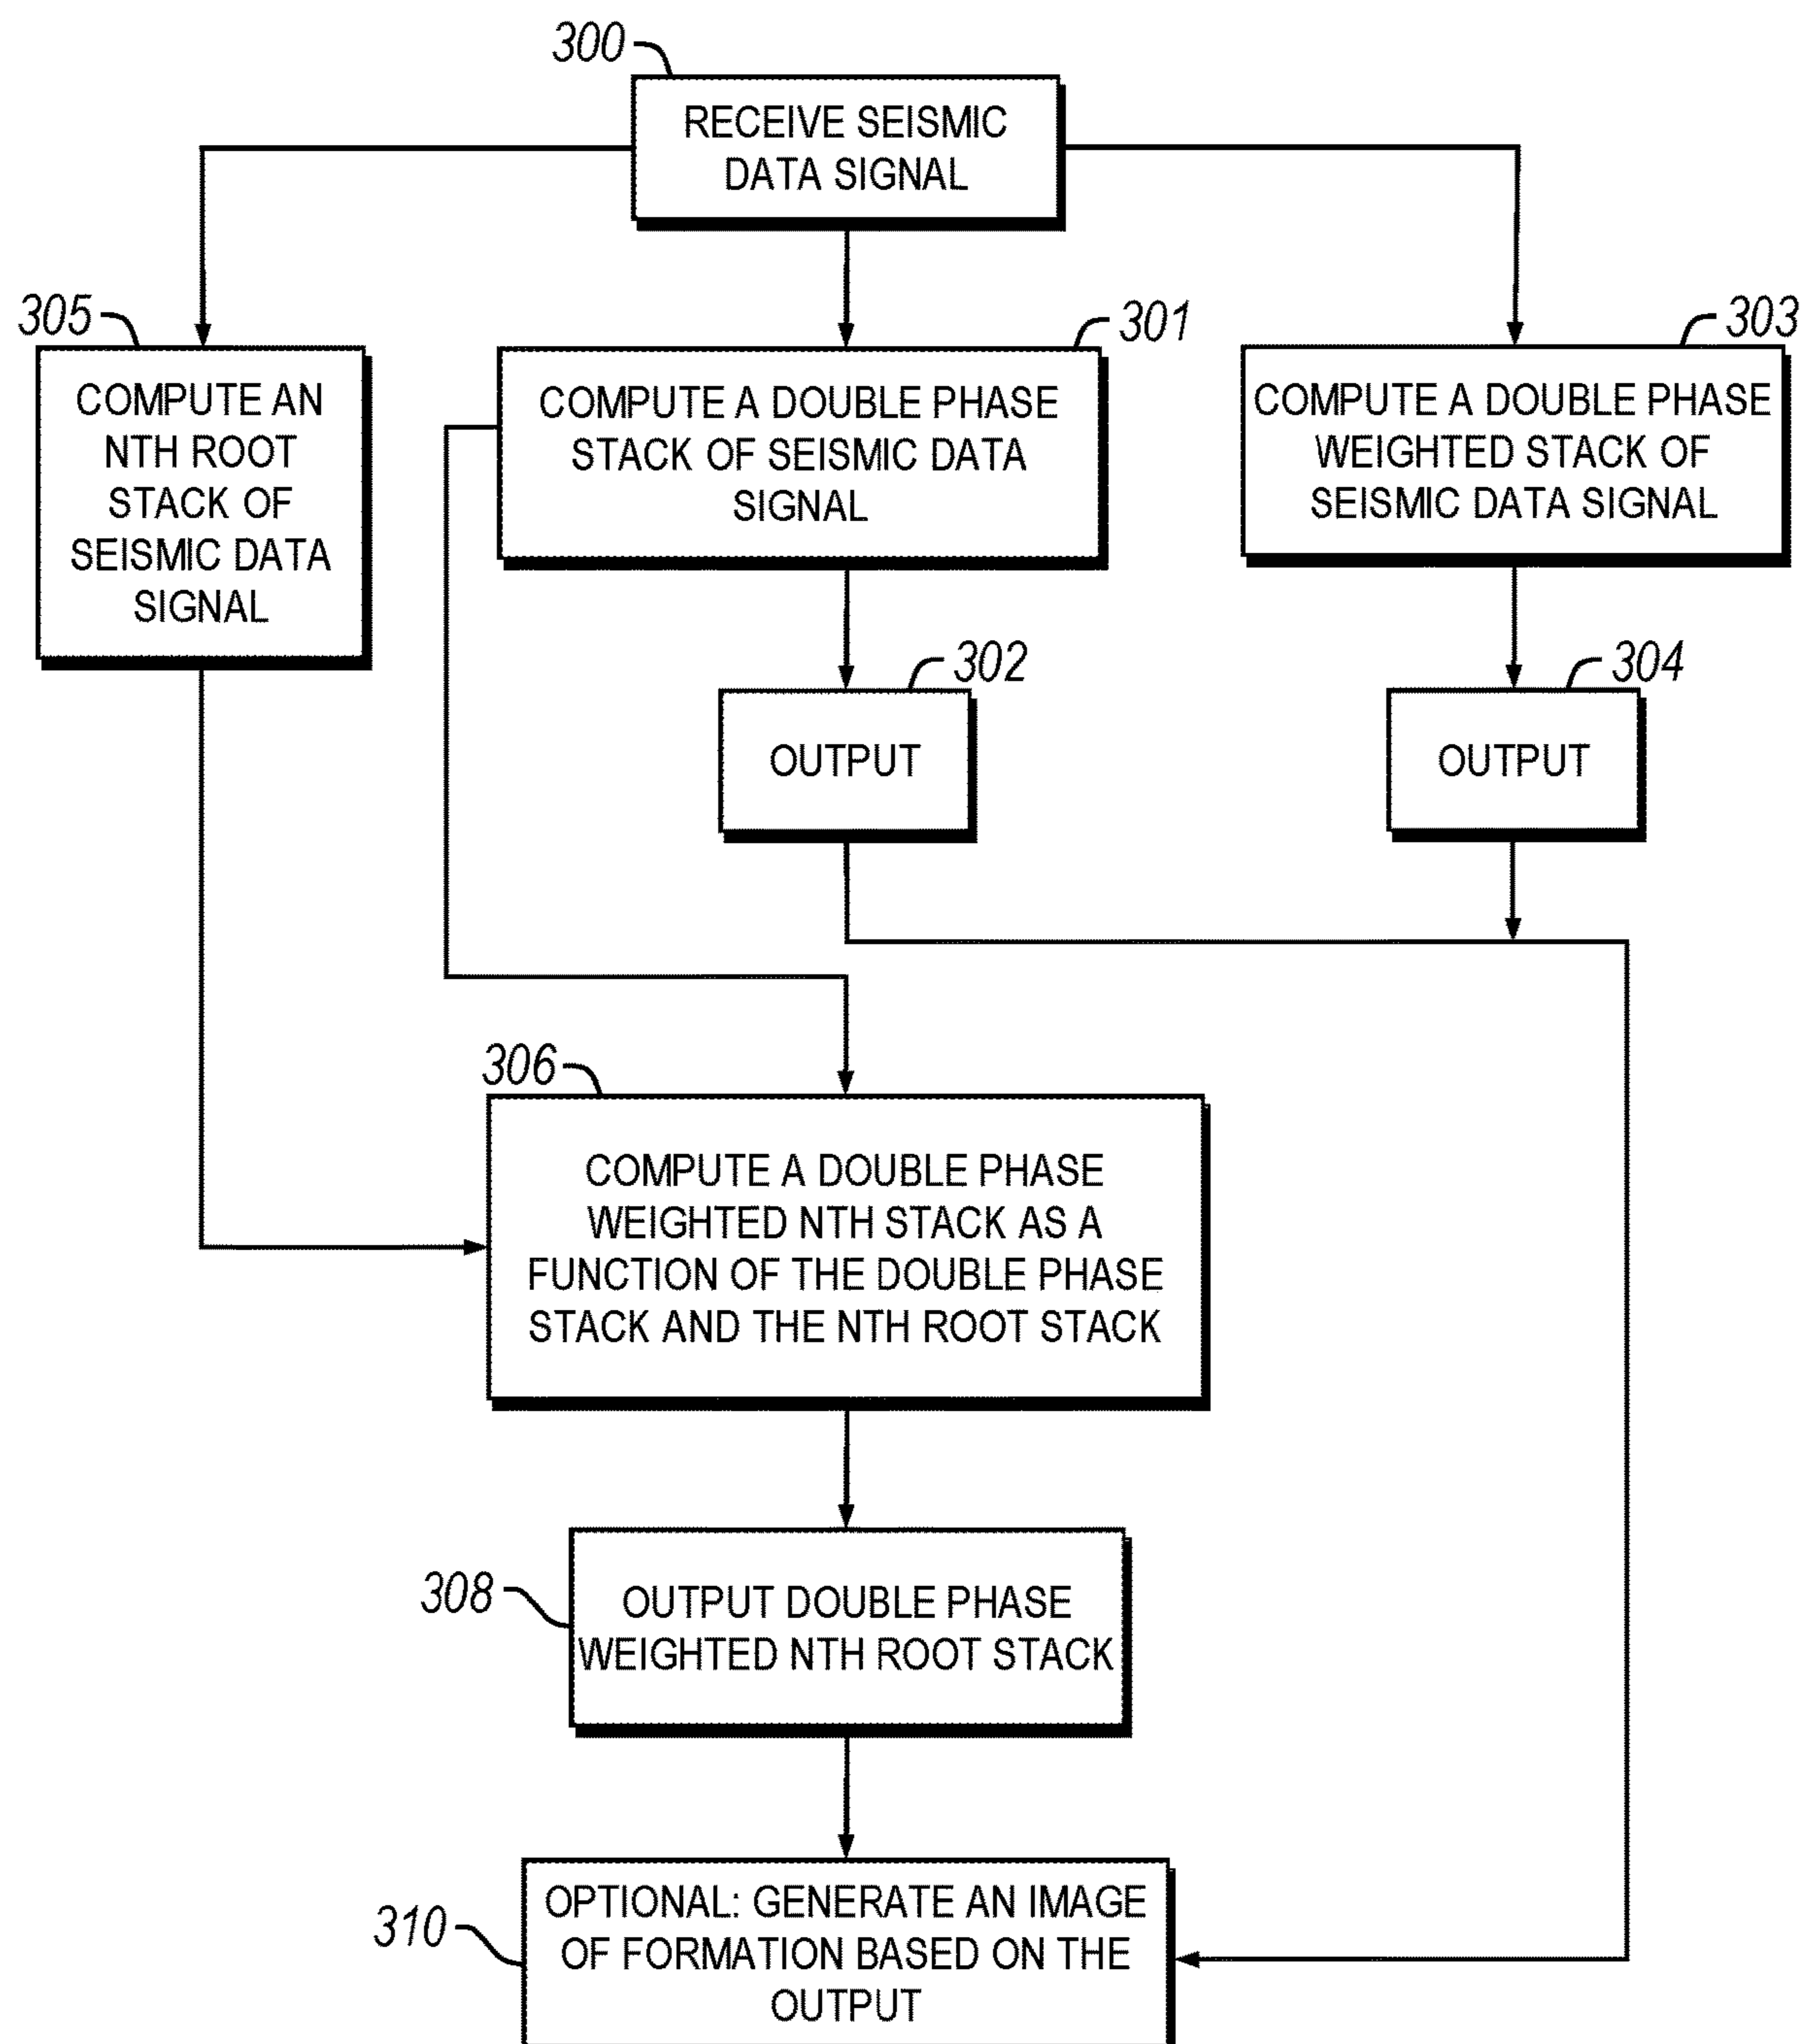 300
RECEIVE SEISMIC
DATA SIGNAL
305
COMPUTE AN
NTH ROOT
STACK OF
SEISMIC DATA
SIGNAL
301
COMPUTE A DOUBLE PHASE
STACK OF SEISMIC DATA
SIGNAL
303
COMPUTE A DOUBLE PHASE
WEIGHTED STACK OF
SEISMIC DATA SIGNAL
302
OUTPUT
304
OUTPUT
306
COMPUTE A DOUBLE PHASE
WEIGHTED NTH STACK AS A
FUNCTION OF THE DOUBLE PHASE
STACK AND THE NTH ROOT STACK
308
OUTPUT DOUBLE PHASE
WEIGHTED NTH ROOT STACK
310
OPTIONAL: GENERATE AN IMAGE
OF FORMATION BASED ON THE
OUTPUT